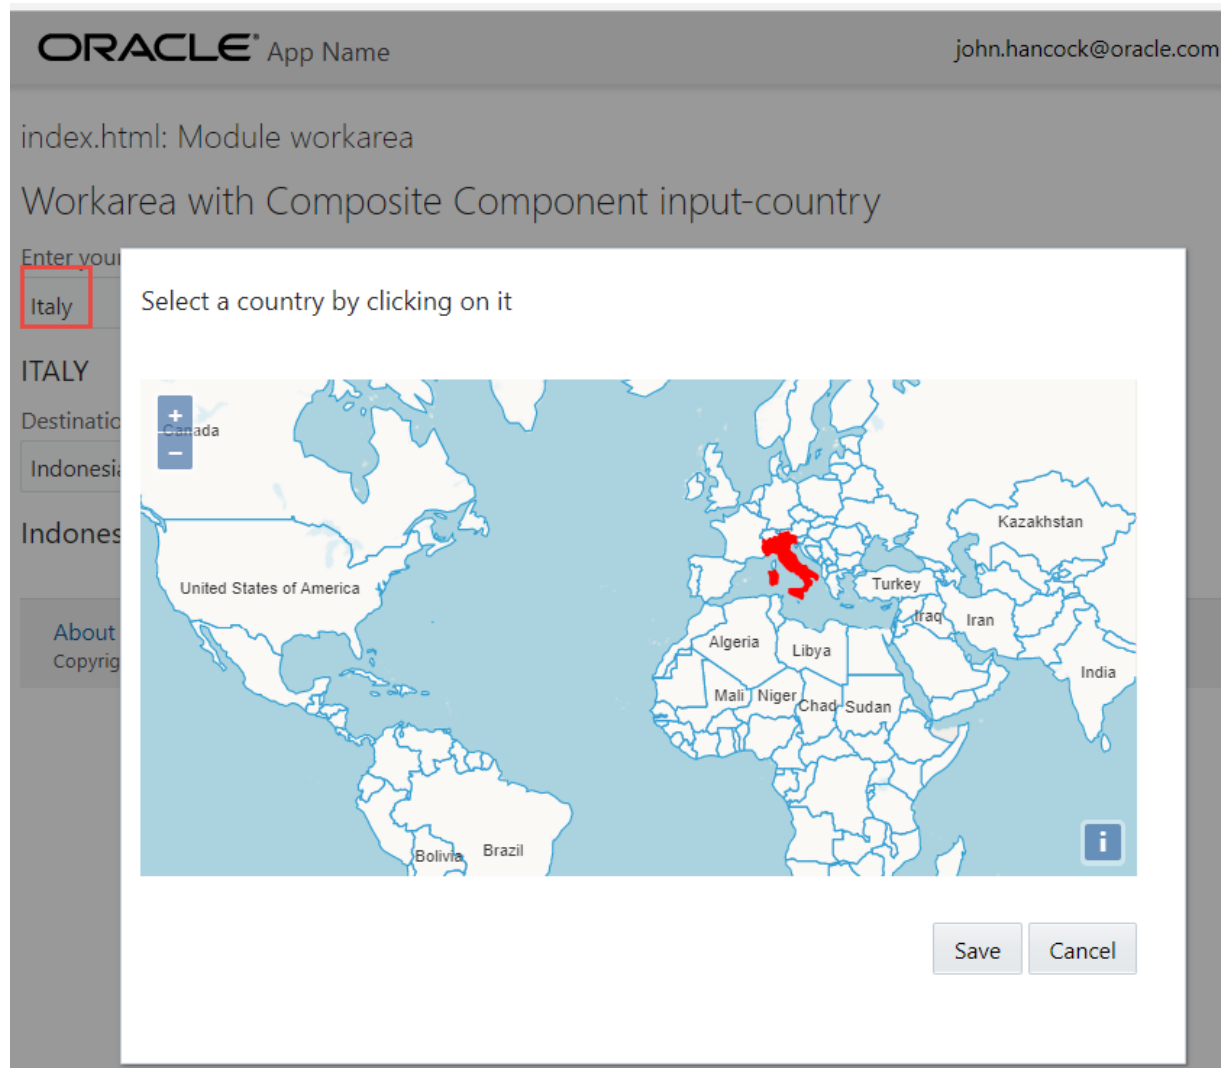 ORACLE® App Name
john.hancock@oracle.com
index.html: Module workarea
Workarea with Composite Component input-country
Enter your
Italy
ITALY
Destinatio
Indonesia
Indones
About
Copyrig
Select a country by clicking on it
+
−
Canada
Kazakhstan
United States of America
Turkey
Iraq
Iran
Algeria
Libya
India
Mali
Niger
Chad
Sudan
Bolivia
Brazil
i
Save
Cancel